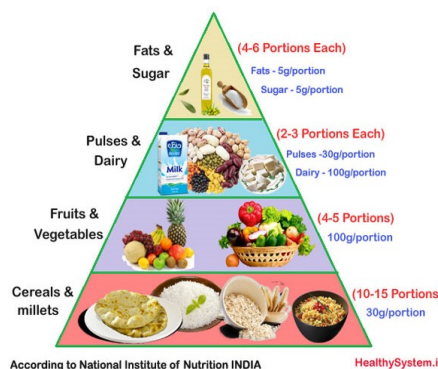 Fats &
Sugar
(4-6 Portions Each)
Fats - 5g/portion
Sugar - 5g/portion
Pulses &
Dairy
(2-3 Portions Each)
Pulses -30g/portion
Dairy - 100g/portion
Milk
Fruits &
Vegetables
(4-5 Portions)
100g/portion
Cereals &
millets
(10-15 Portions
30g/portion
According to National Institute of Nutrition INDIA
HealthySystem.i